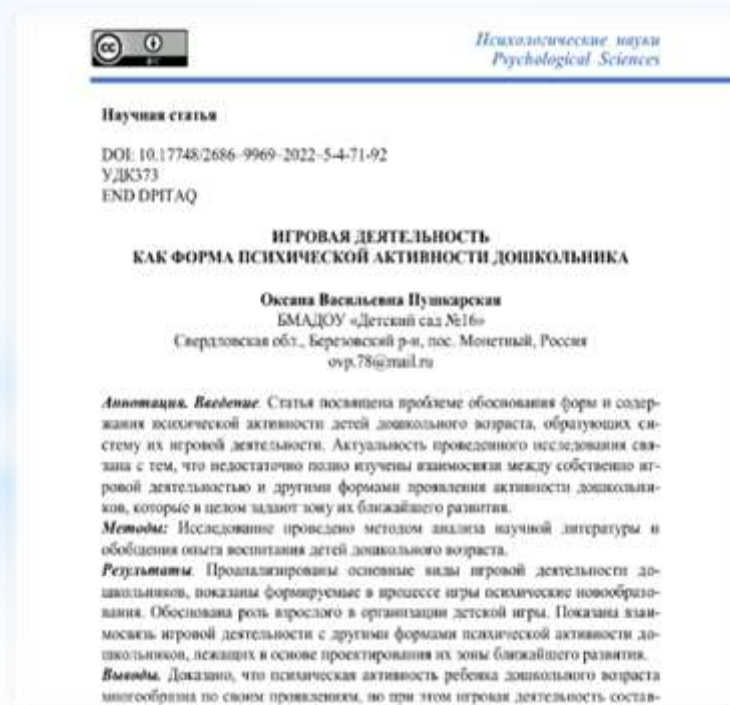 cc
BY
Психологические науки
Psychological Sciences
Научная статья
DOI: 10.17748/2686-9969-2022-5-4-71-92
УДК373
END DPITAQ
ИГРОВАЯ ДЕЯТЕЛЬНОСТЬ
КАК ФОРМА ПСИХИЧЕСКОЙ АКТИВНОСТИ ДОШКОЛЬНИКА
Оксана Васильевна Пушкарская
БМАДОУ «Детский сад №16»
Свердловская обл., Березовский р-н, пос. Монетный, Россия
ovp.78@mail.ru
Аннотация. Введение. Статья посвящена проблеме обоснования форм и содер-
жания психической активности детей дошкольного возраста, образующих си-
стему их игровой деятельности. Актуальность проведенного исследования свя-
зана с тем, что недостаточно полно изучены взаимосвязи между собственно иг-
ровой деятельностью и другими формами проявления активности дошкольни-
ков, которые в целом задают зону их ближайшего развития.
Методы: Исследование проведено методом анализа научной литературы и
обобщения опыта воспитания детей дошкольного возраста.
Результаты. Проанализированы основные виды игровой деятельности до-
школьников, показаны формируемые в процессе игры психические новообразо-
вания. Обоснована роль взрослого в организации детской игры. Показана взаи-
мосвязь игровой деятельности с другими формами психической активности до-
школьников, лежащих в основе проектирования их зоны ближайшего развития.
Выводы. Доказано, что психическая активность ребенка дошкольного возраста
многообразна по своим проявлениям, но при этом игровая деятельность состав-